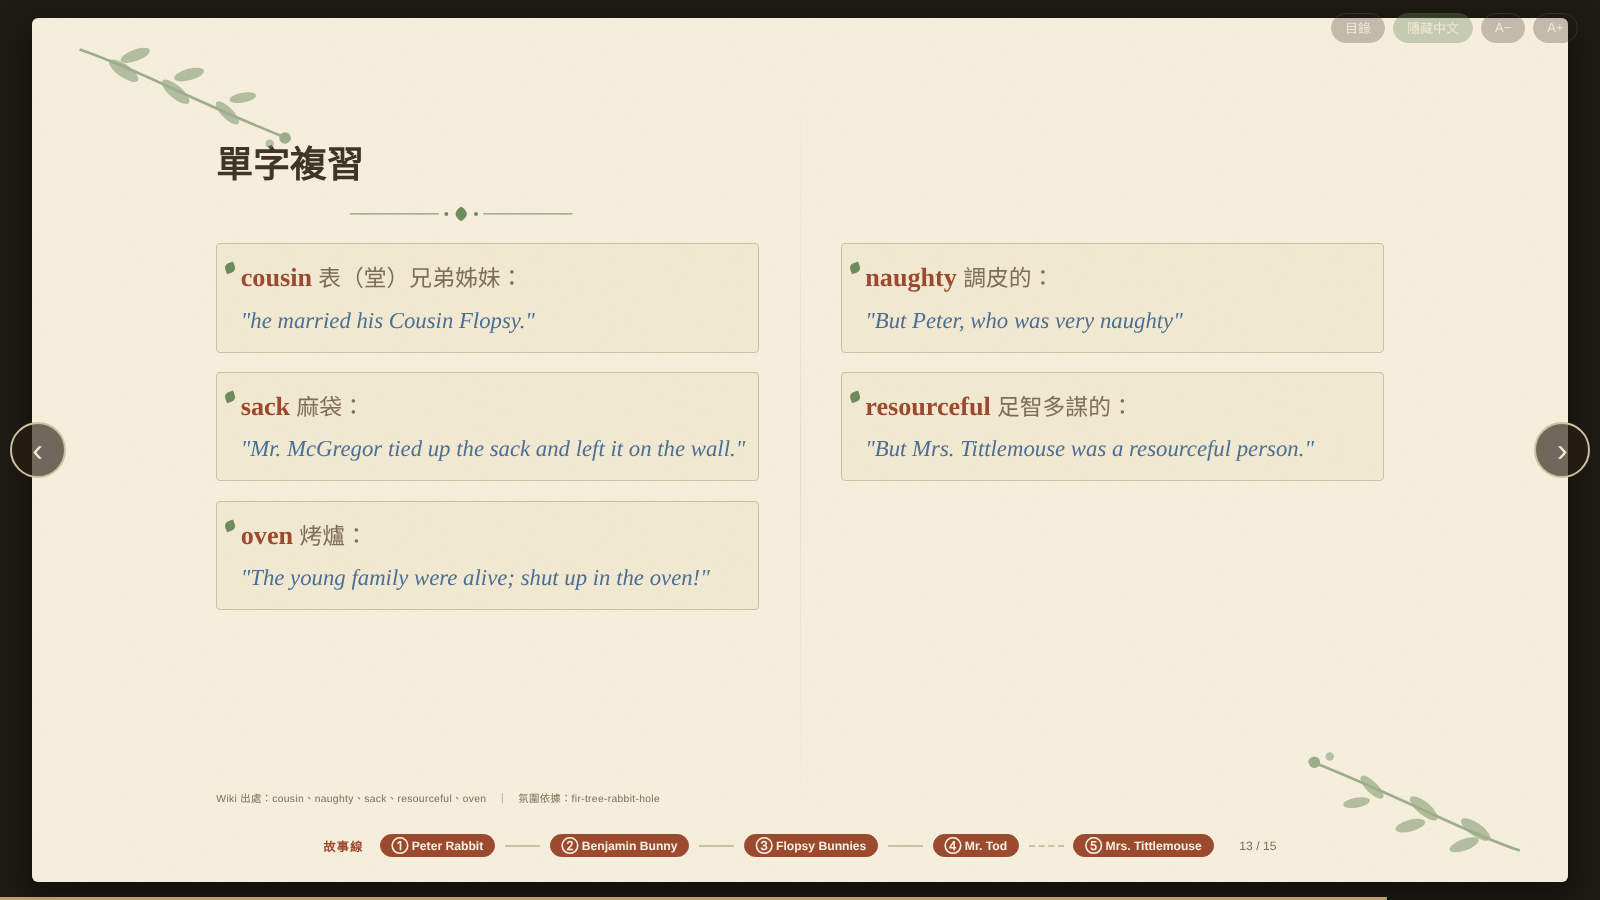 目錄
隱藏中文
A−
A+
單字複習
cousin 表（堂）兄弟姊妹：
"he married his Cousin Flopsy."
naughty 調皮的：
"But Peter, who was very naughty"
sack 麻袋：
"Mr. McGregor tied up the sack and left it on the wall."
resourceful 足智多謀的：
"But Mrs. Tittlemouse was a resourceful person."
oven 烤爐：
"The young family were alive; shut up in the oven!"
Wiki 出處：cousin、naughty、sack、resourceful、oven ｜ 氛圍依據：fir-tree-rabbit-hole
故事線 ① Peter Rabbit ② Benjamin Bunny ③ Flopsy Bunnies ④ Mr. Tod ⑤ Mrs. Tittlemouse 13 / 15